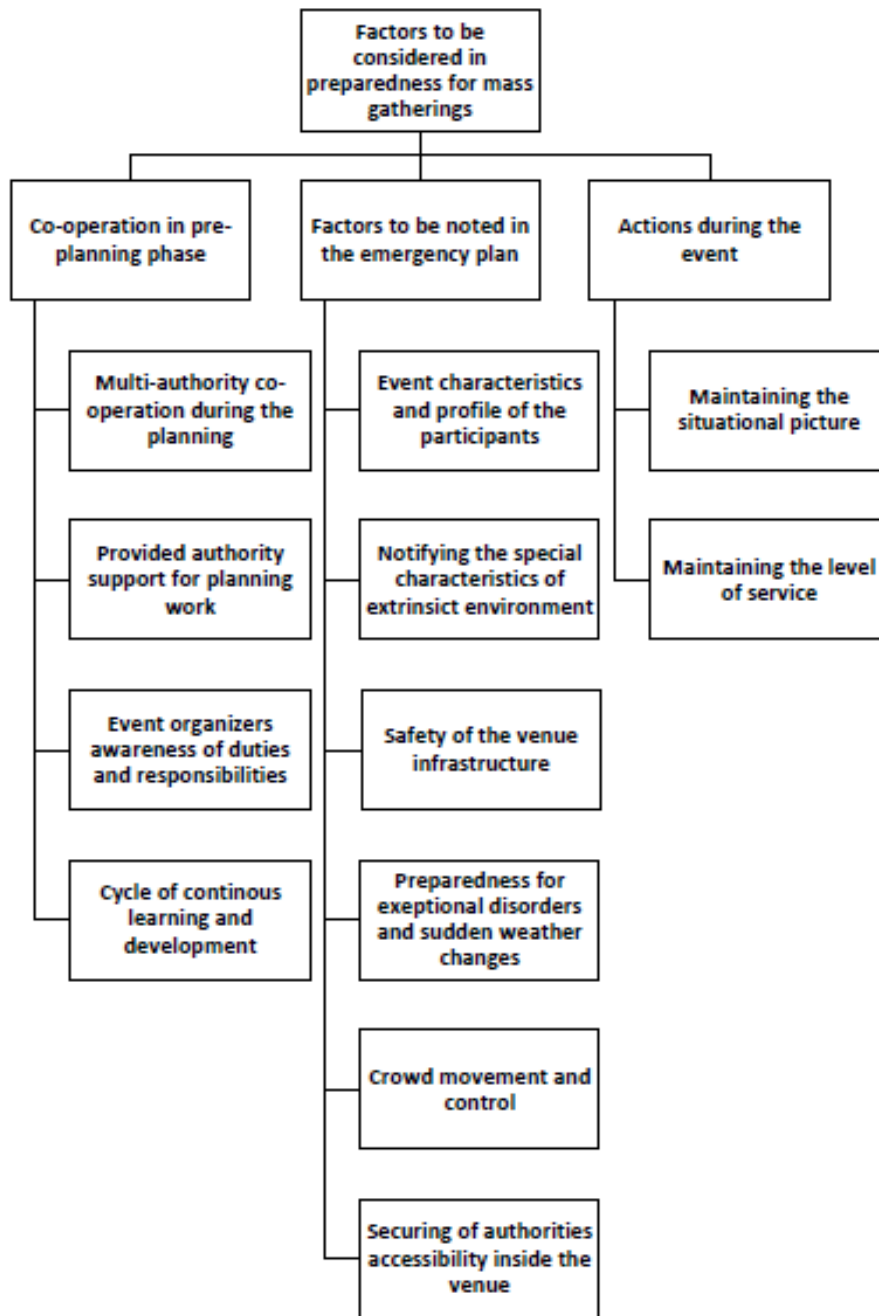 Factors to be
considered in
preparedness for mass
gatherings
Co-operation in pre-
planning phase
Factors to be noted in
the emergency plan
Actions during the
event
Multi-authority co-
operation during the
planning
Provided authority
support for planning
work
Event organizers
awareness of duties
and responsibilities
Cycle of continous
learning and
development
Event characteristics
and profile of the
participants
Notifying the special
characteristics of
extrinsict environment
Safety of the venue
infrastructure
Preparedness for
exeptional disorders
and sudden weather
changes
Crowd movement and
control
Securing of authorities
accessibility inside the
venue
Maintaining the
situational picture
Maintaining the level
of service